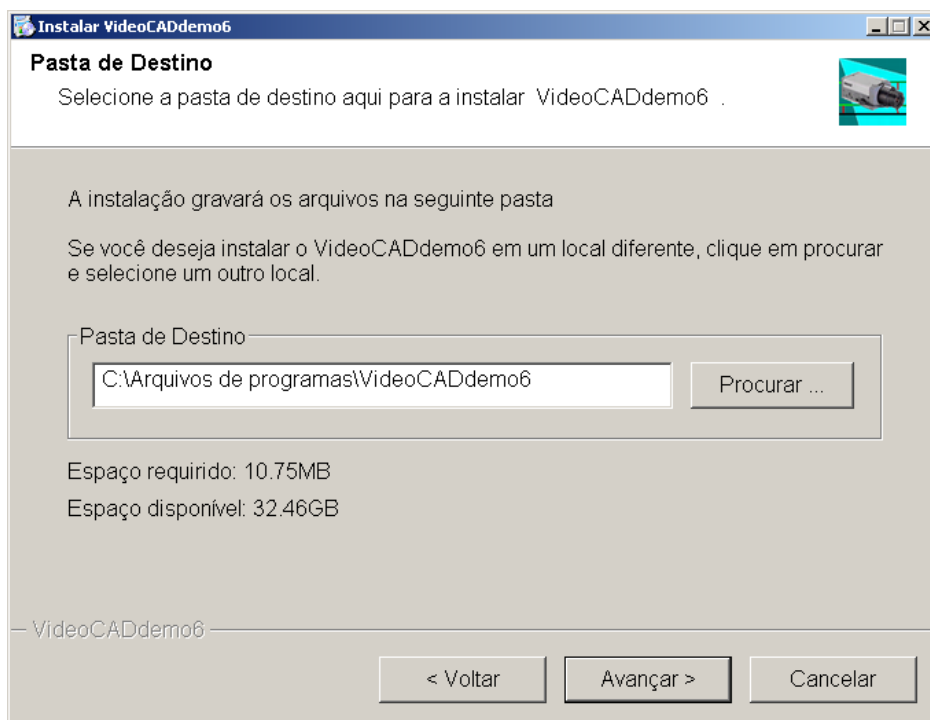 Instalar VideoCADdemo6
Pasta de Destino
Selecione a pasta de destino aqui para a instalar VideoCADdemo6 .
A instalação gravará os arquivos na seguinte pasta
Se você deseja instalar o VideoCADdemo6 em um local diferente, clique em procurar
e selecione um outro local.
Pasta de Destino
C:\Arquivos de programas\VideoCADdemo6
Procurar ...
Espaço requirido: 10.75MB
Espaço disponível: 32.46GB
VideoCADdemo6
< Voltar
Avançar >
Cancelar